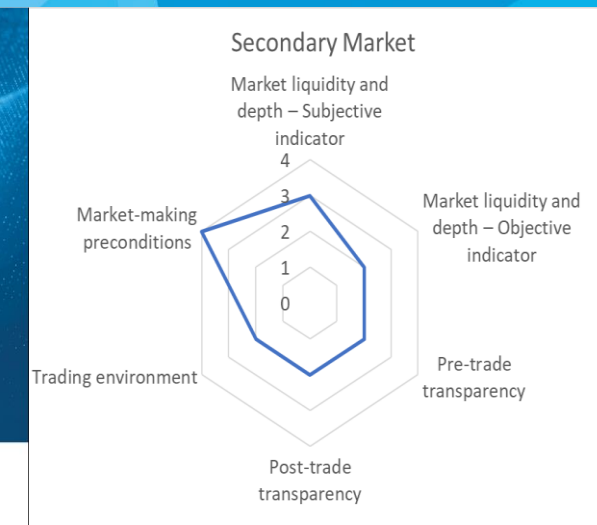 Secondary Market
Market liquidity and
depth – Subjective
indicator
4
3
2
1
0
Market liquidity and
depth – Objective
indicator
Pre-trade
transparency
Post-trade
transparency
Trading environment
Market-making
preconditions